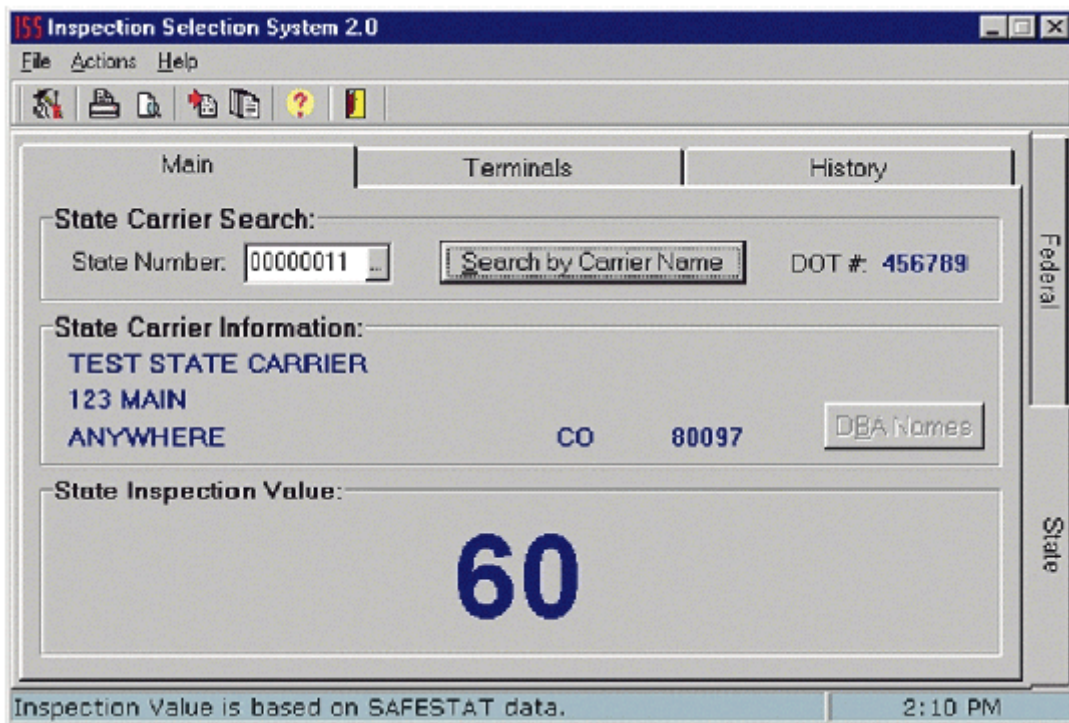 ISS Inspection Selection System 2.0
File Actions Help
Main Terminals History
State Carrier Search:
State Number: 00000011 ... Search by Carrier Name DOT #: 456789
State Carrier Information:
TEST STATE CARRIER
123 MAIN
ANYWHERE CO 80097
DBA Names
State Inspection Value:
60
Federal
State
Inspection Value is based on SAFESTAT data. 2:10 PM